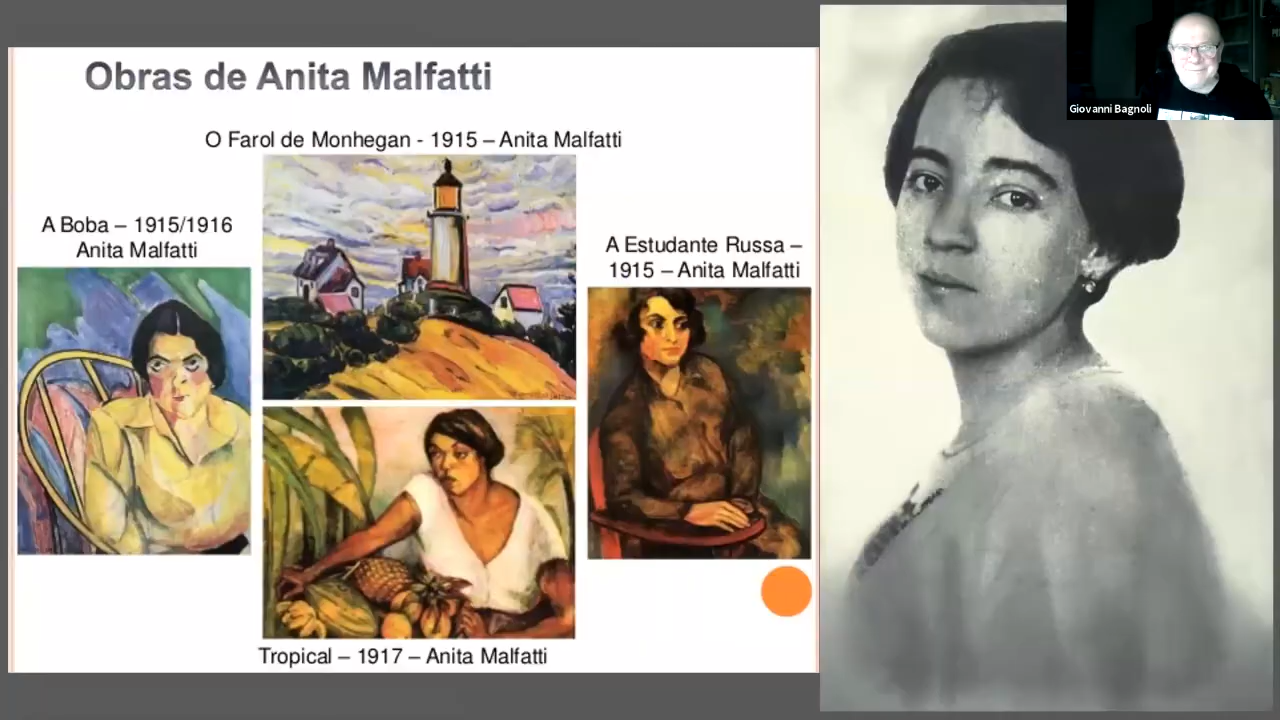 Obras de Anita Malfatti
O Farol de Monhegan - 1915 – Anita Malfatti
A Boba – 1915/1916
Anita Malfatti
A Estudante Russa –
1915 – Anita Malfatti
Tropical – 1917 – Anita Malfatti
Giovanni Bagnoli